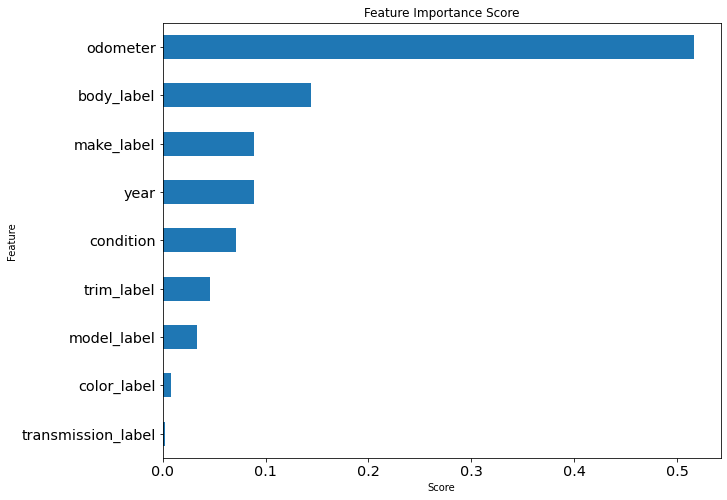 Feature Importance Score
odometer
body_label
make_label
year
condition
trim_label
model_label
color_label
transmission_label
Feature
0.0 0.1 0.2 0.3 0.4 0.5
Score